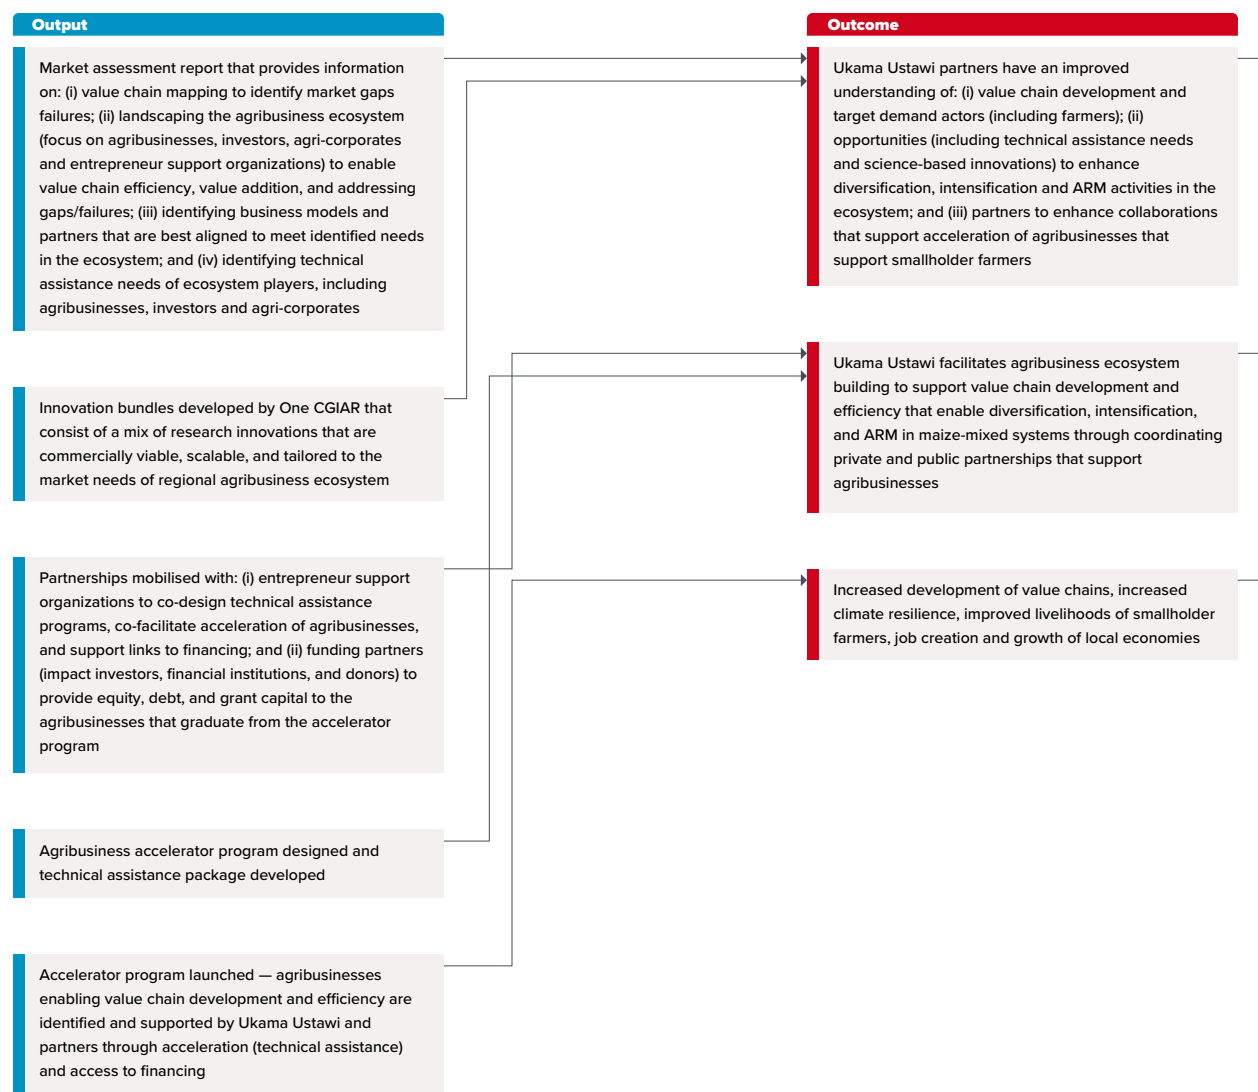 Output
Market assessment report that provides information
on: (i) value chain mapping to identify market gaps
failures; (ii) landscaping the agribusiness ecosystem
(focus on agribusinesses, investors, agri-corporates
and entrepreneur support organizations) to enable
value chain efficiency, value addition, and addressing
gaps/failures; (iii) identifying business models and
partners that are best aligned to meet identified needs
in the ecosystem; and (iv) identifying technical
assistance needs of ecosystem players, including
agribusinesses, investors and agri-corporates
Innovation bundles developed by One CGIAR that
consist of a mix of research innovations that are
commercially viable, scalable, and tailored to the
market needs of regional agribusiness ecosystem
Partnerships mobilised with: (i) entrepreneur support
organizations to co-design technical assistance
programs, co-facilitate acceleration of agribusinesses,
and support links to financing; and (ii) funding partners
(impact investors, financial institutions, and donors) to
provide equity, debt, and grant capital to the
agribusinesses that graduate from the accelerator
program
Agribusiness accelerator program designed and
technical assistance package developed
Accelerator program launched — agribusinesses
enabling value chain development and efficiency are
identified and supported by Ukama Ustawi and
partners through acceleration (technical assistance)
and access to financing
Outcome
Ukama Ustawi partners have an improved
understanding of: (i) value chain development and
target demand actors (including farmers); (ii)
opportunities (including technical assistance needs
and science-based innovations) to enhance
diversification, intensification and ARM activities in the
ecosystem; and (iii) partners to enhance collaborations
that support acceleration of agribusinesses that
support smallholder farmers
Ukama Ustawi facilitates agribusiness ecosystem
building to support value chain development and
efficiency that enable diversification, intensification,
and ARM in maize-mixed systems through coordinating
private and public partnerships that support
agribusinesses
Increased development of value chains, increased
climate resilience, improved livelihoods of smallholder
farmers, job creation and growth of local economies